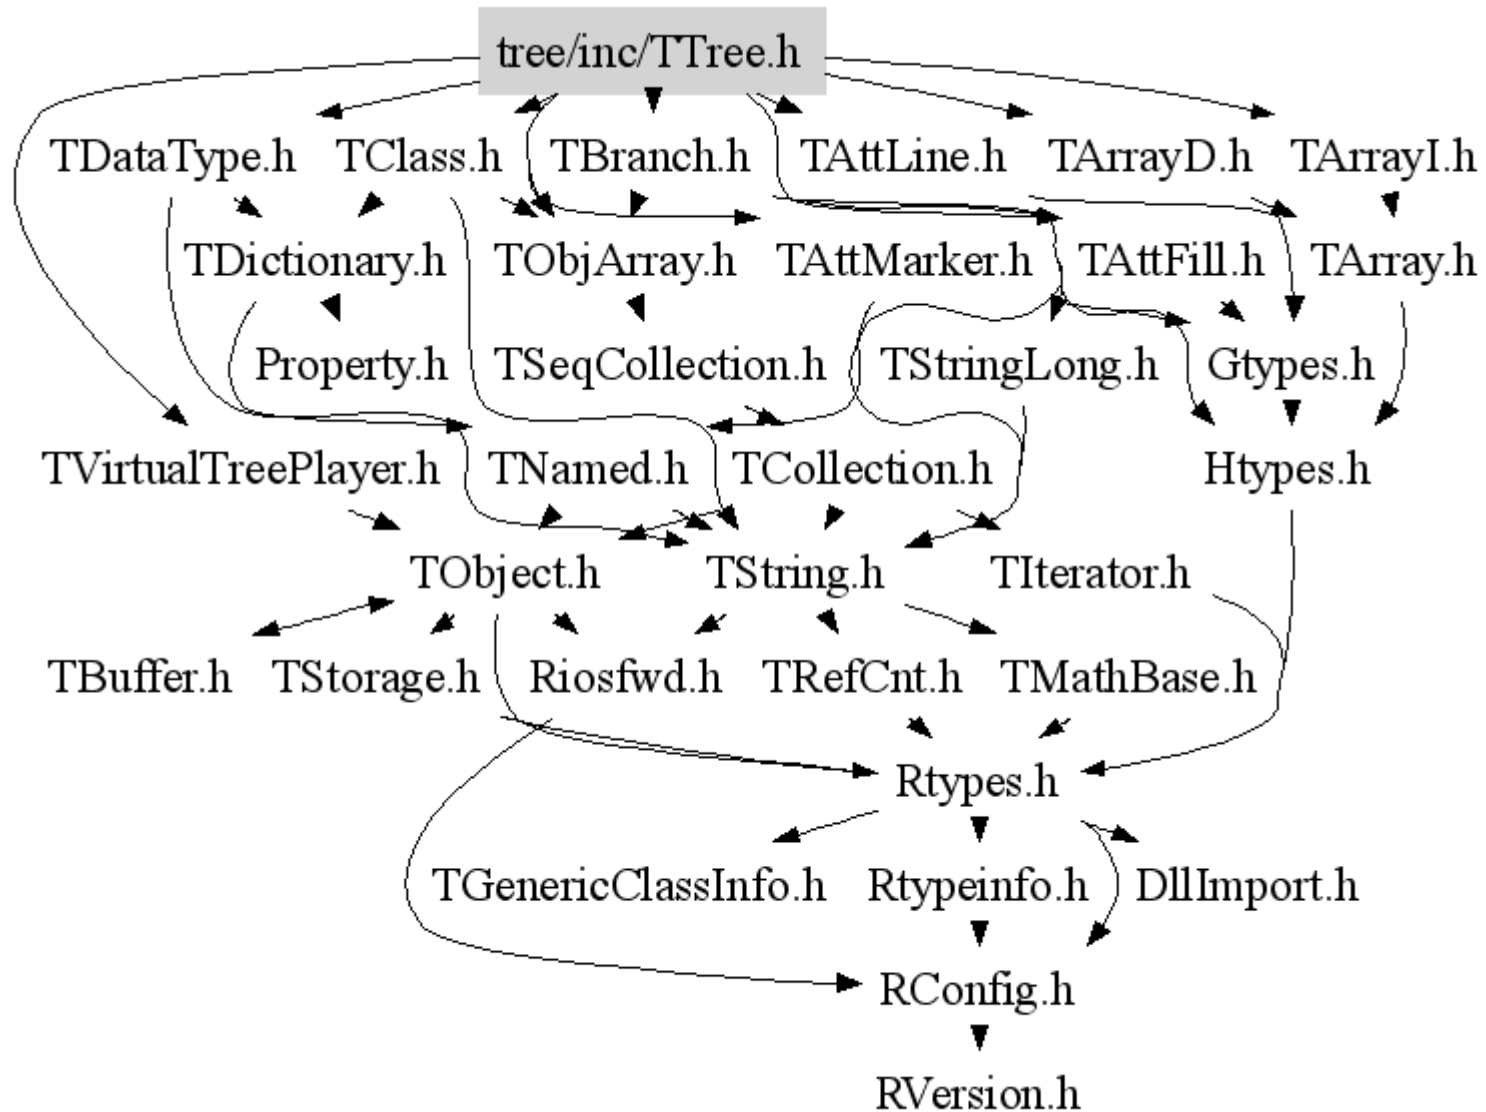 tree/inc/TTree.h
TDataType.h TClass.h TBranch.h TAttLine.h TArrayD.h TArrayI.h
TDictionary.h TObjArray.h TAttMarker.h TAttFill.h TArray.h
Property.h TSeqCollection.h TStringLong.h Gtypes.h
TVirtualTreePlayer.h TNamed.h TCollection.h Htypes.h
TObject.h TString.h TIterator.h
TBuffer.h TStorage.h Riosfwd.h TRefCnt.h TMathBase.h
Rtypes.h
TGenericClassInfo.h Rtypeinfo.h DllImport.h
RConfig.h
RVersion.h